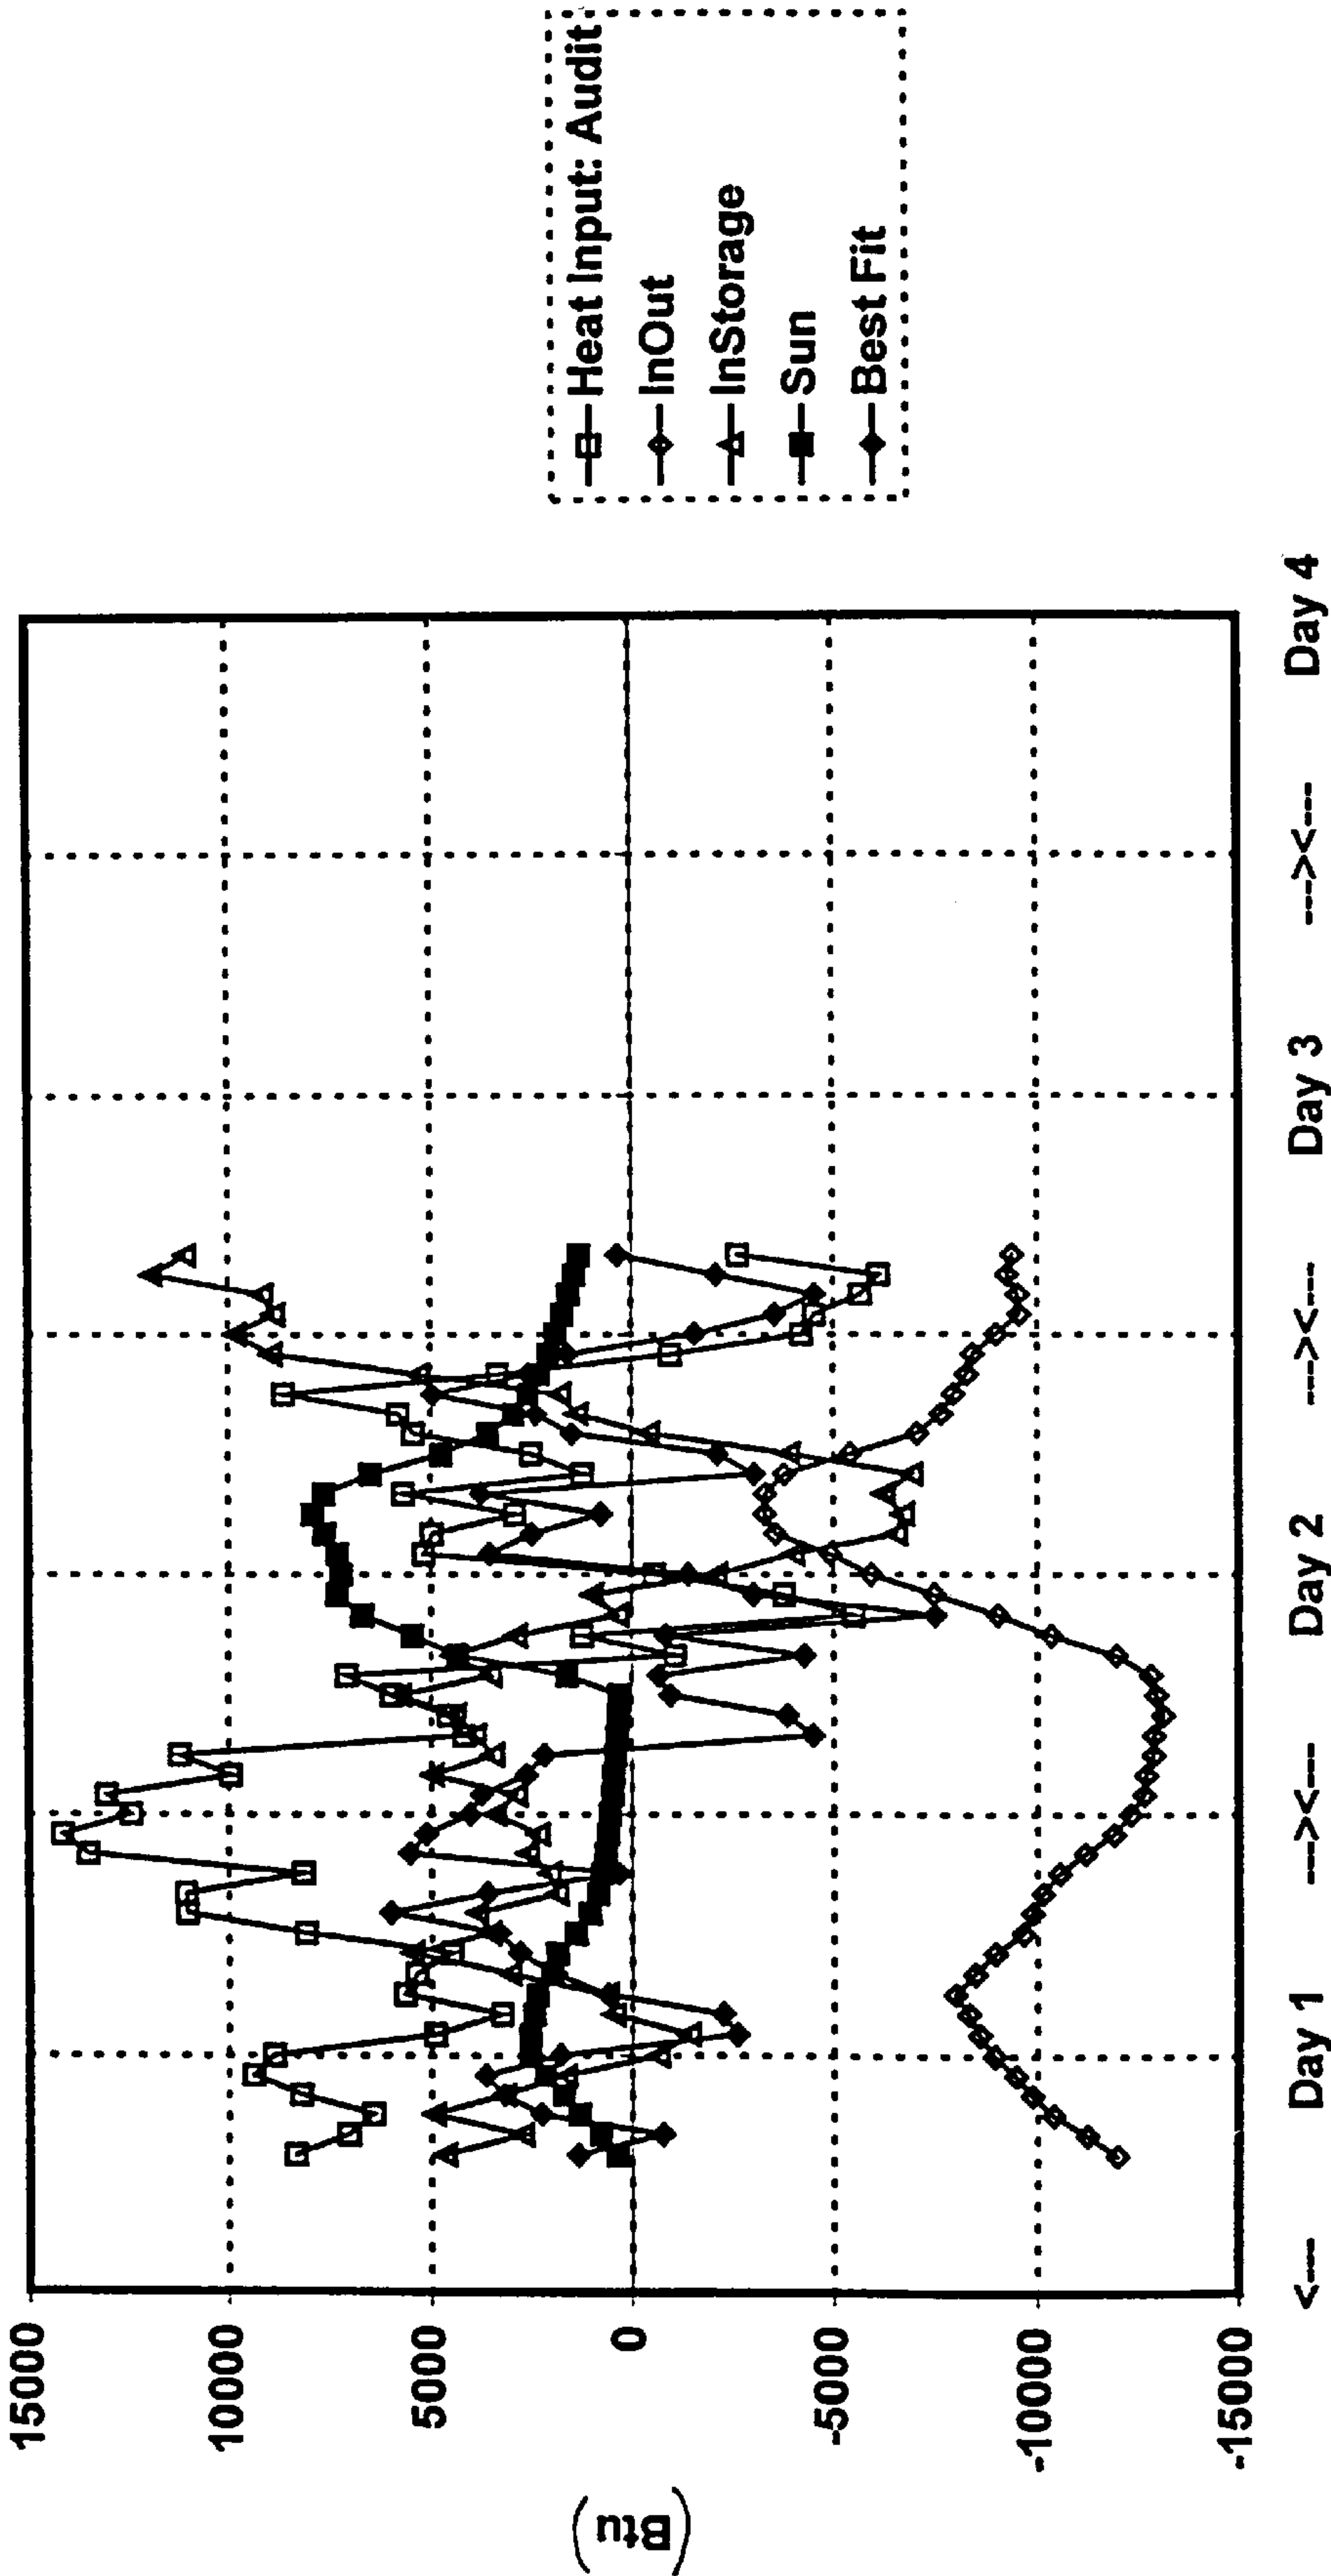 15000
10000
5000
0
-5000
-10000
-15000
(Btu)
<--- Day 1 ---><--- Day 2 ---><--- Day 3 ---><--- Day 4
Heat Input: Audit
InOut
InStorage
Sun
Best Fit